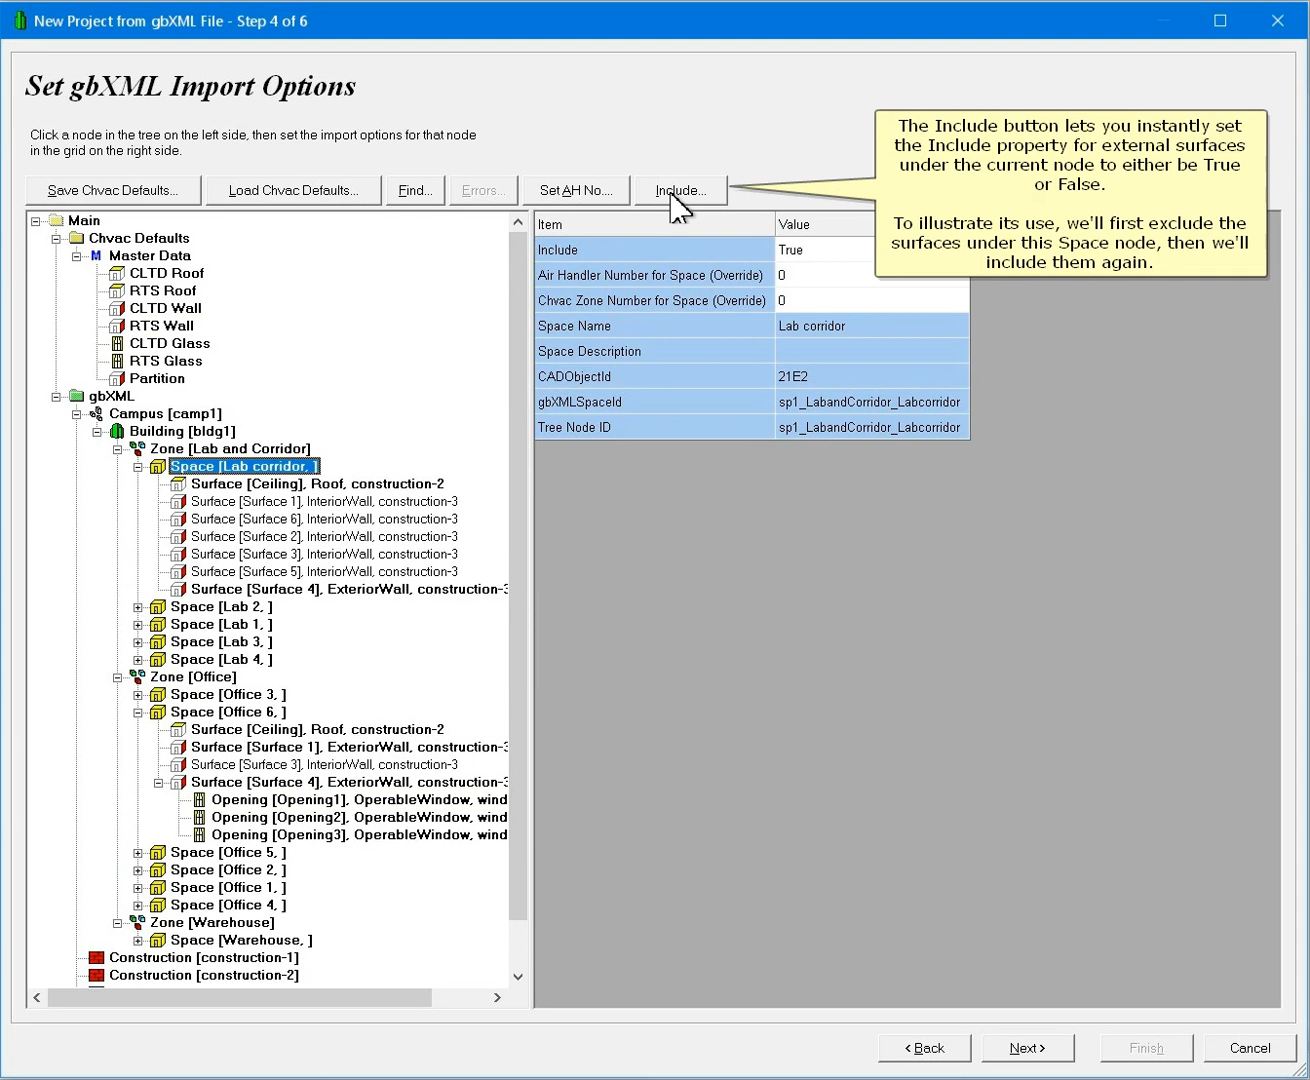 New Project from gbXML File - Step 4 of 6
Set gbXML Import Options
Click a node in the tree on the left side, then set the import options for that node
in the grid on the right side.
The Include button lets you instantly set
the Include property for external surfaces
under the current node to either be True
or False.
To illustrate its use, we'll first exclude the
surfaces under this Space node, then we'll
include them again.
Save Chvac Defaults... Load Chvac Defaults... Find... Errors... Set AH No.... Include...
Main
Chvac Defaults
Master Data
CLTD Roof
RTS Roof
CLTD Wall
RTS Wall
CLTD Glass
RTS Glass
Partition
gbXML
Campus [camp1]
Building [bldg1]
Zone [Lab and Corridor]
Space [Lab corridor, ]
Surface [Ceiling], Roof, construction-2
Surface [Surface 1], InteriorWall, construction-3
Surface [Surface 6], InteriorWall, construction-3
Surface [Surface 2], InteriorWall, construction-3
Surface [Surface 3], InteriorWall, construction-3
Surface [Surface 5], InteriorWall, construction-3
Surface [Surface 4], ExteriorWall, construction-3
Space [Lab 2, ]
Space [Lab 1, ]
Space [Lab 3, ]
Space [Lab 4, ]
Zone [Office]
Space [Office 3, ]
Space [Office 6, ]
Surface [Ceiling], Roof, construction-2
Surface [Surface 1], ExteriorWall, construction-3
Surface [Surface 3], InteriorWall, construction-3
Surface [Surface 4], ExteriorWall, construction-3
Opening [Opening1], OperableWindow, wind
Opening [Opening2], OperableWindow, wind
Opening [Opening3], OperableWindow, wind
Space [Office 5, ]
Space [Office 2, ]
Space [Office 1, ]
Space [Office 4, ]
Zone [Warehouse]
Space [Warehouse, ]
Construction [construction-1]
Construction [construction-2]
Item Value
Include True
Air Handler Number for Space (Override) 0
Chvac Zone Number for Space (Override) 0
Space Name Lab corridor
Space Description
CADObjectId 21E2
gbXMLSpaceId sp1_LabandCorridor_Labcorridor
Tree Node ID sp1_LabandCorridor_Labcorridor
< Back Next > Finish Cancel